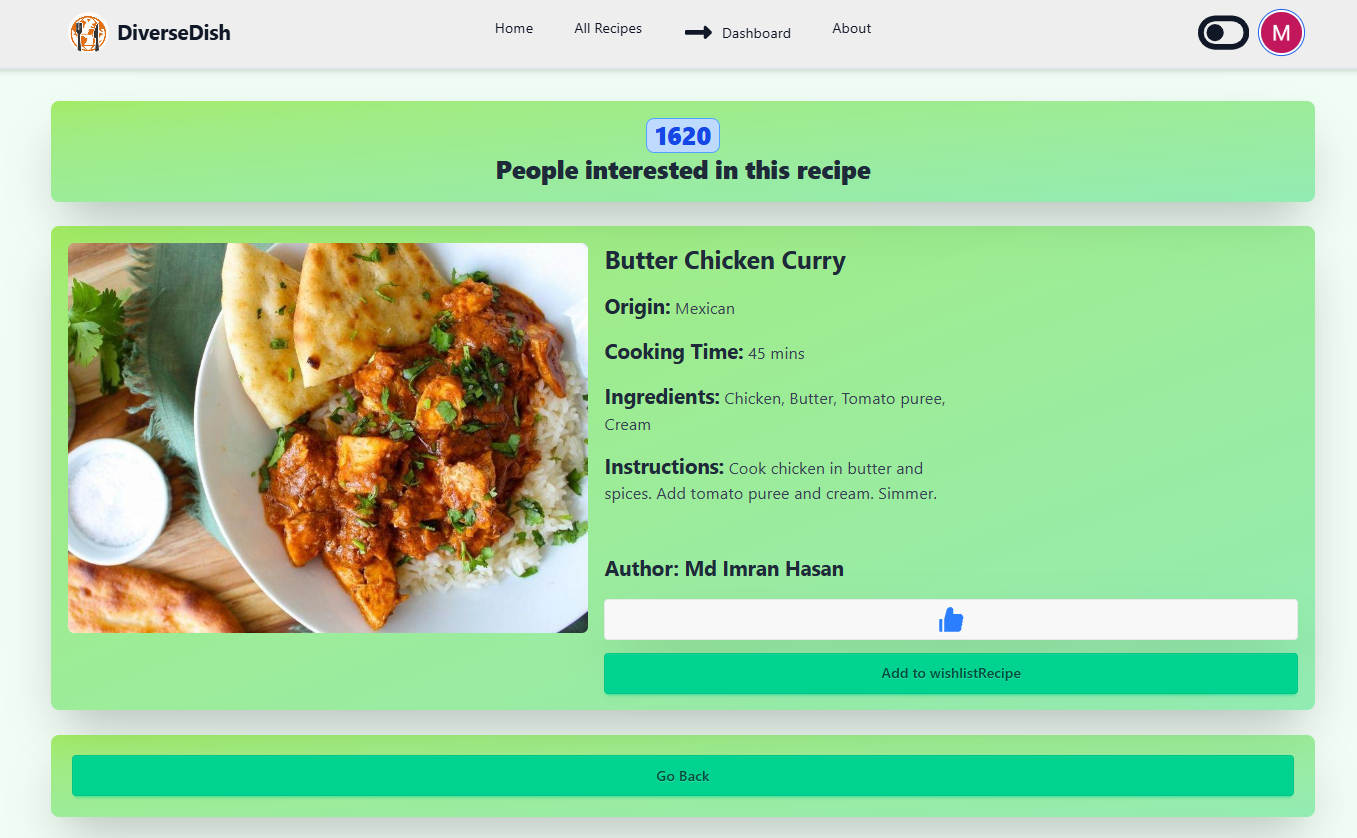 DiverseDish
Home
All Recipes
Dashboard
About
M
1620
People interested in this recipe
Butter Chicken Curry
Origin: Mexican
Cooking Time: 45 mins
Ingredients: Chicken, Butter, Tomato puree,
Cream
Instructions: Cook chicken in butter and
spices. Add tomato puree and cream. Simmer.
Author: Md Imran Hasan
Add to wishlistRecipe
Go Back